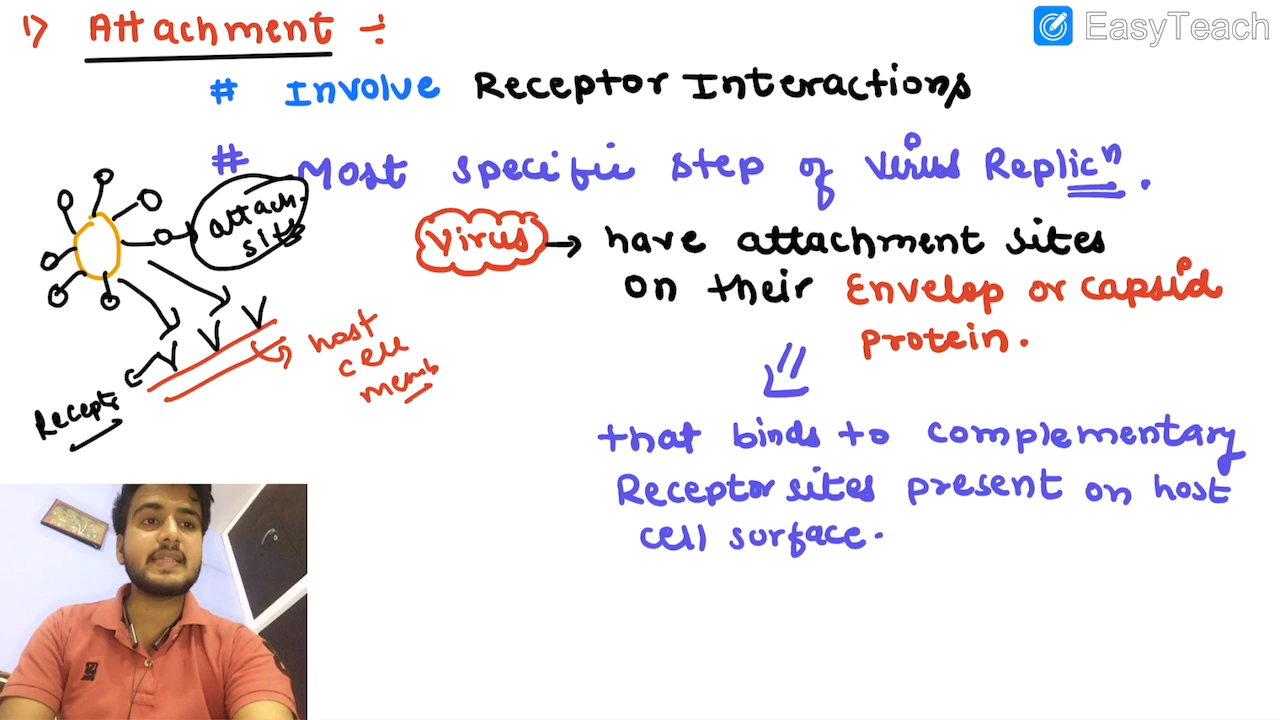 1) Attachment ÷
EasyTeach
# Involve Receptor Interactions
# Most specific step of virus Replicⁿ.
attach.
site
Virus → have attachment sites
on their Envelop or capsid
protein.
host
cell
memb
Recept
that binds to complementary
Receptor sites present on host
cell surface.